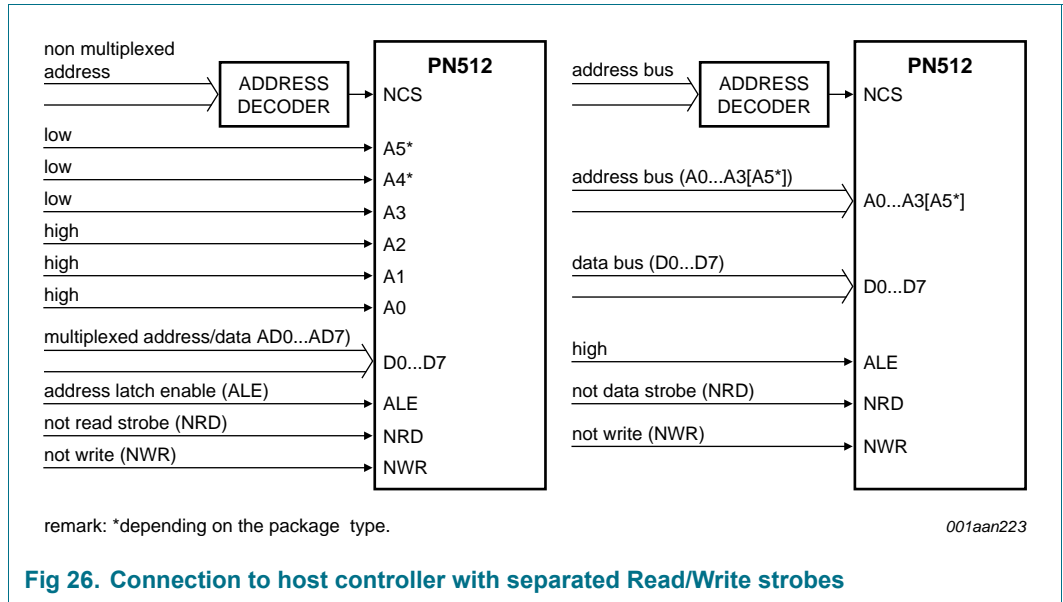 non multiplexed
address
ADDRESS
DECODER
PN512
NCS
low
A5*
low
A4*
low
A3
high
A2
high
A1
high
A0
multiplexed address/data AD0...AD7)
D0...D7
address latch enable (ALE)
ALE
not read strobe (NRD)
NRD
not write (NWR)
NWR
address bus
ADDRESS
DECODER
PN512
NCS
address bus (A0...A3[A5*])
A0...A3[A5*]
data bus (D0...D7)
D0...D7
high
ALE
not data strobe (NRD)
NRD
not write (NWR)
NWR
remark: *depending on the package type.
001aan223
Fig 26. Connection to host controller with separated Read/Write strobes